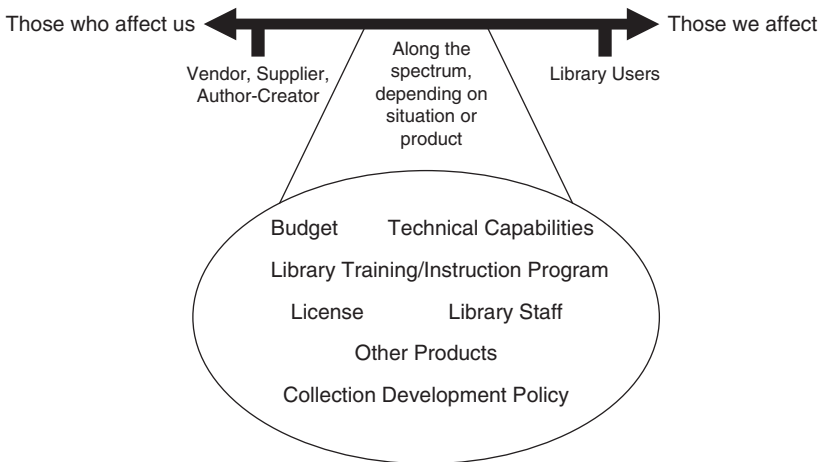 Those who affect us
Those we affect
Vendor, Supplier,
Author-Creator
Along the
spectrum,
depending on
situation or
product
Library Users
Budget
Technical Capabilities
Library Training/Instruction Program
License
Library Staff
Other Products
Collection Development Policy